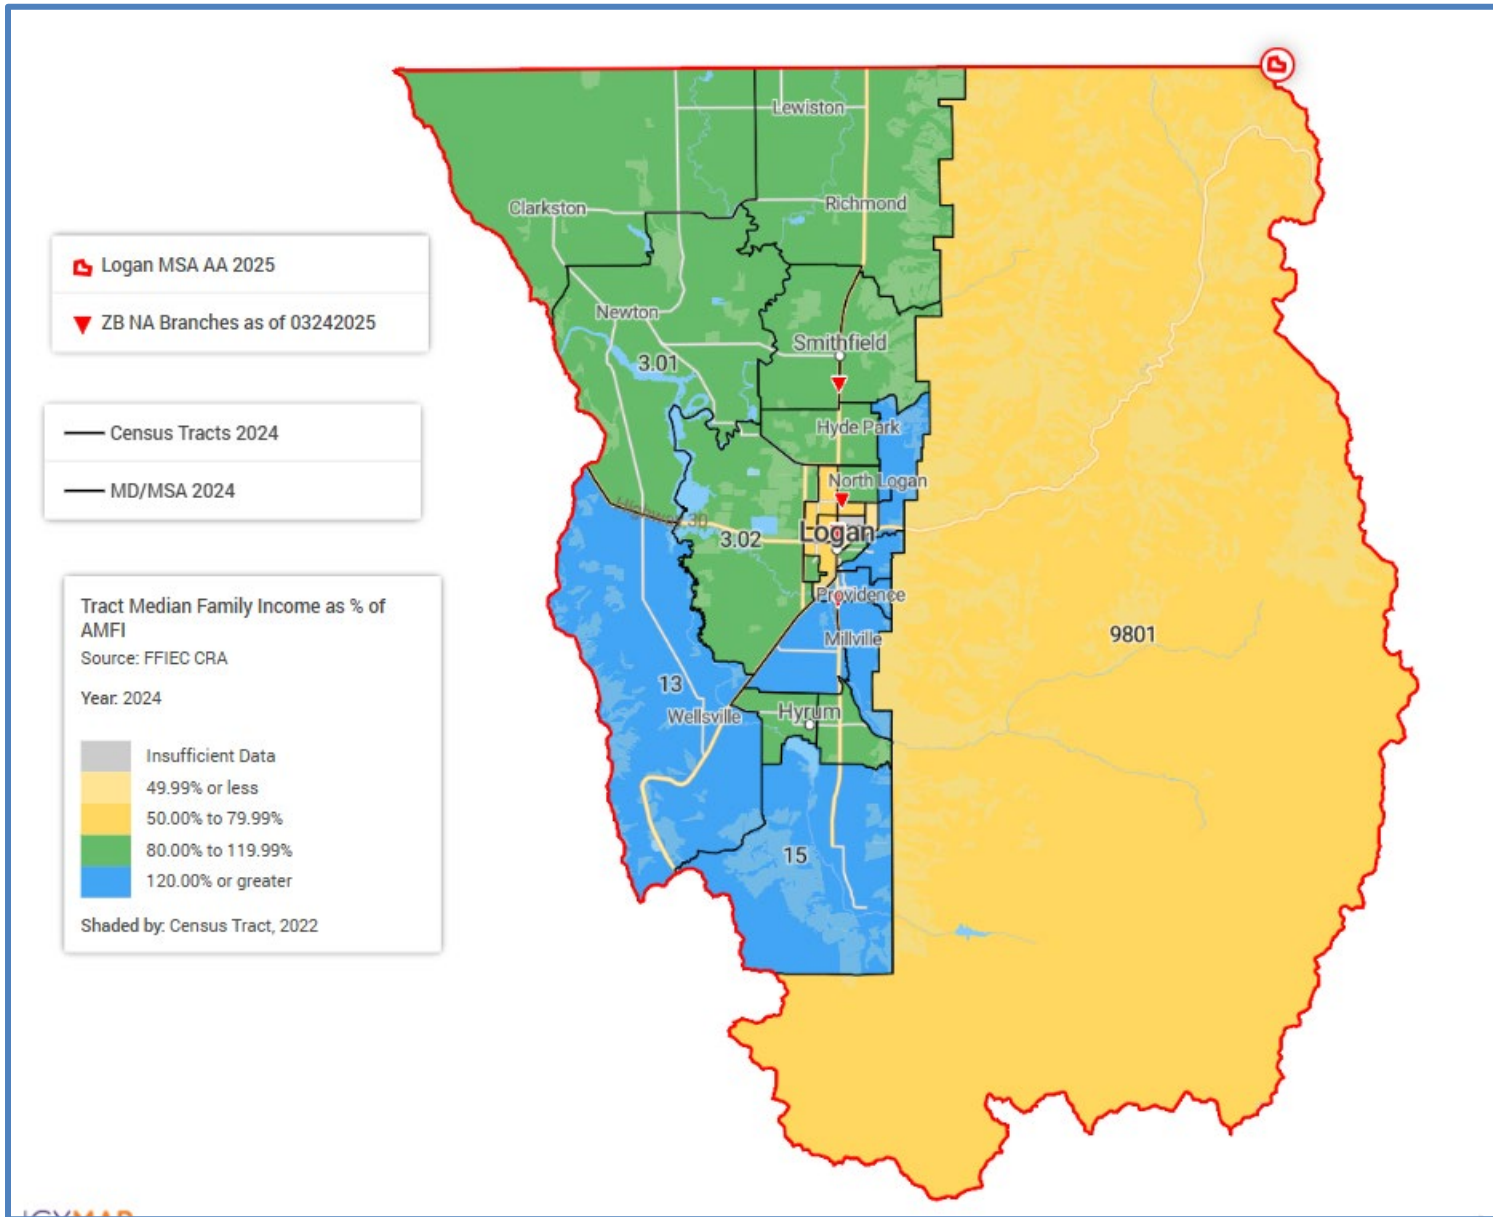 Logan MSA AA 2025
ZB NA Branches as of 03242025
Census Tracts 2024
MD/MSA 2024
Tract Median Family Income as % of
AMFI
Source: FFIEC CRA
Year: 2024
Insufficient Data
49.99% or less
50.00% to 79.99%
80.00% to 119.99%
120.00% or greater
Shaded by: Census Tract, 2022
Lewiston
Clarkston
Richmond
Newton
Smithfield
3.01
Hyde Park
North Logan
Highway 30
3.02
Logan
Providence
Millville
9801
13
Wellsville
Hyrum
15